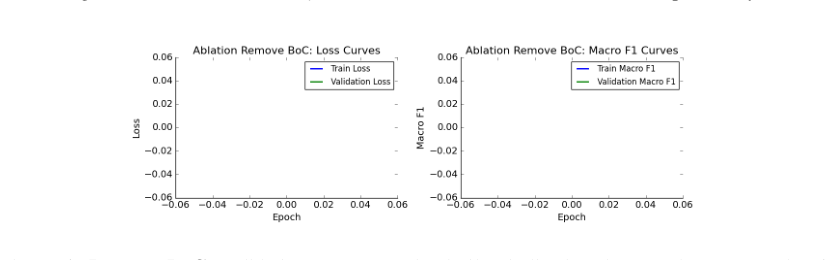 Ablation Remove BoC: Loss Curves
0.06
0.04
0.02
0.00
−0.02
−0.04
−0.06
Loss
Train Loss
Validation Loss
−0.06 −0.04 −0.02 0.00 0.02 0.04 0.06
Epoch
Ablation Remove BoC: Macro F1 Curves
0.06
0.04
0.02
0.00
−0.02
−0.04
−0.06
Macro F1
Train Macro F1
Validation Macro F1
−0.06 −0.04 −0.02 0.00 0.02 0.04 0.06
Epoch